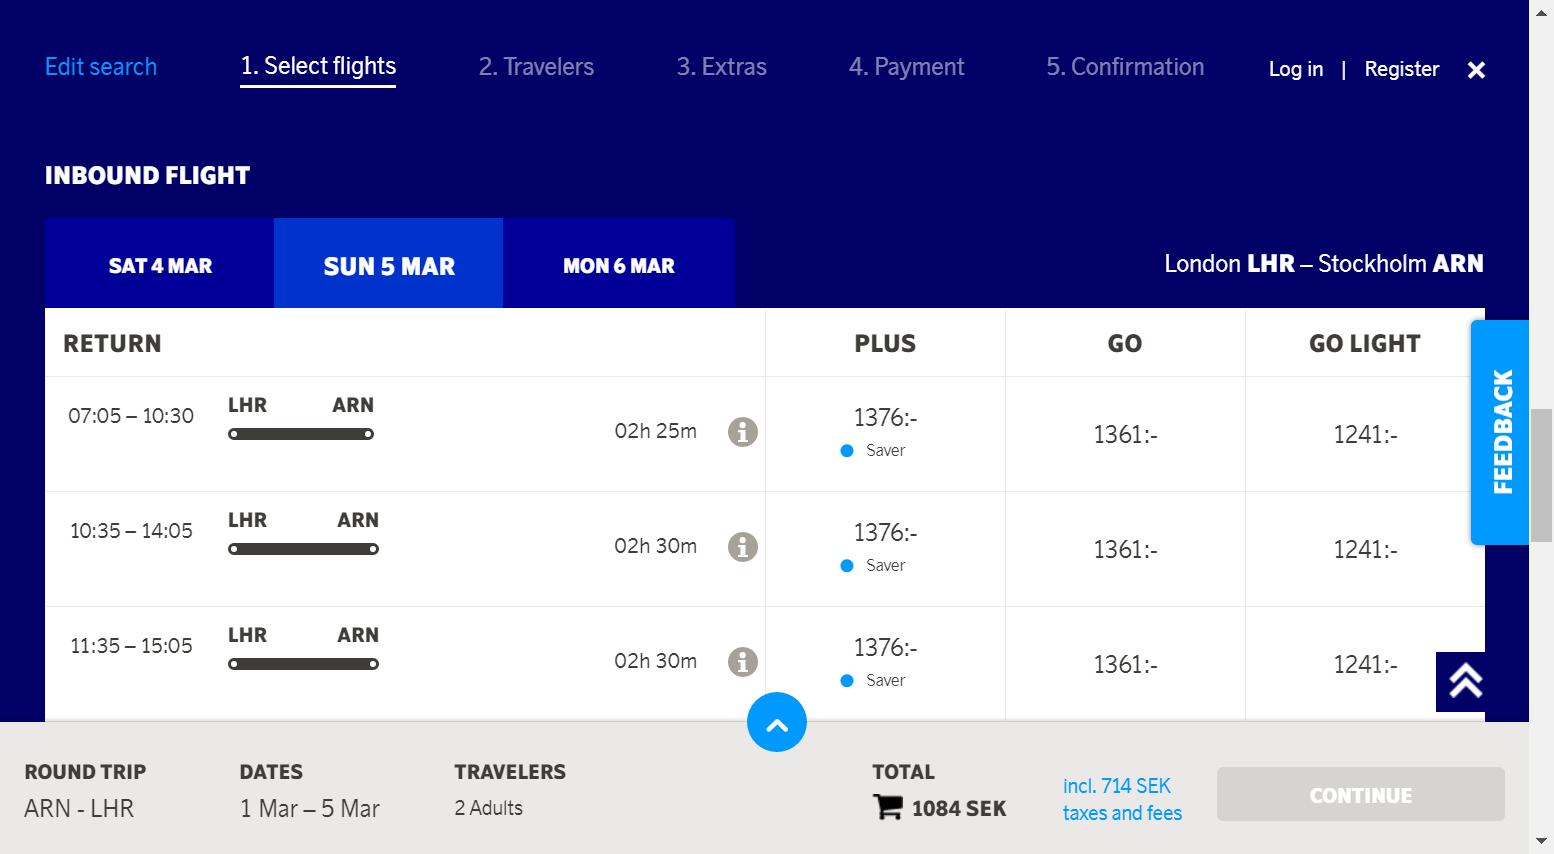 Edit search
1. Select flights
2. Travelers
3. Extras
4. Payment
5. Confirmation
Log in | Register
INBOUND FLIGHT
SAT 4 MAR
SUN 5 MAR
MON 6 MAR
London LHR – Stockholm ARN
RETURN
PLUS
GO
GO LIGHT
07:05 – 10:30
LHR
ARN
02h 25m
1376:-
Saver
1361:-
1241:-
10:35 – 14:05
LHR
ARN
02h 30m
1376:-
Saver
1361:-
1241:-
11:35 – 15:05
LHR
ARN
02h 30m
1376:-
Saver
1361:-
1241:-
FEEDBACK
ROUND TRIP
ARN - LHR
DATES
1 Mar – 5 Mar
TRAVELERS
2 Adults
TOTAL
1084 SEK
incl. 714 SEK
taxes and fees
CONTINUE